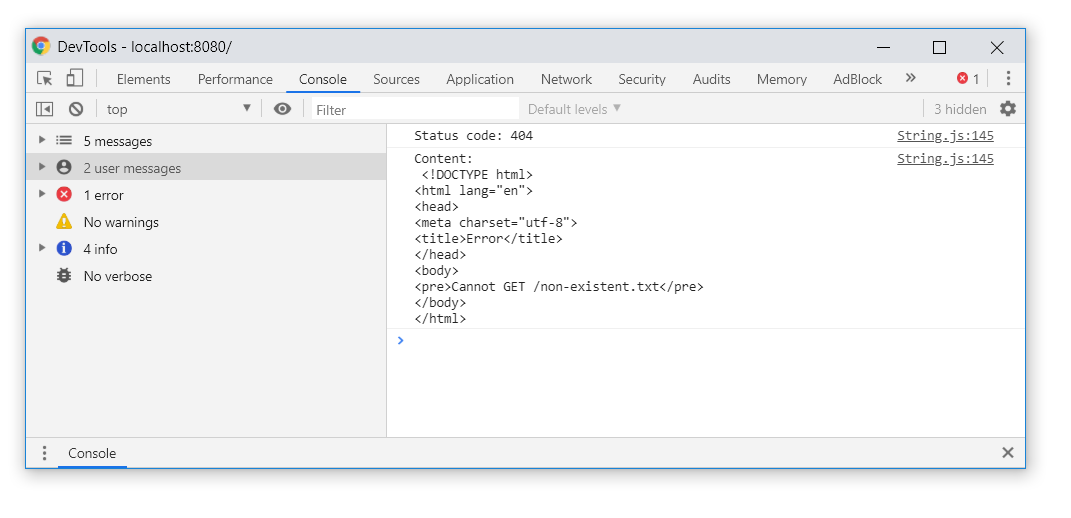 DevTools - localhost:8080/
Elements Performance Console Sources Application Network Security Audits Memory AdBlock » 1
top Filter Default levels 3 hidden
5 messages
2 user messages
1 error
No warnings
4 info
No verbose
Status code: 404 String.js:145
Content: String.js:145
<!DOCTYPE html>
<html lang="en">
<head>
<meta charset="utf-8">
<title>Error</title>
</head>
<body>
<pre>Cannot GET /non-existent.txt</pre>
</body>
</html>
Console